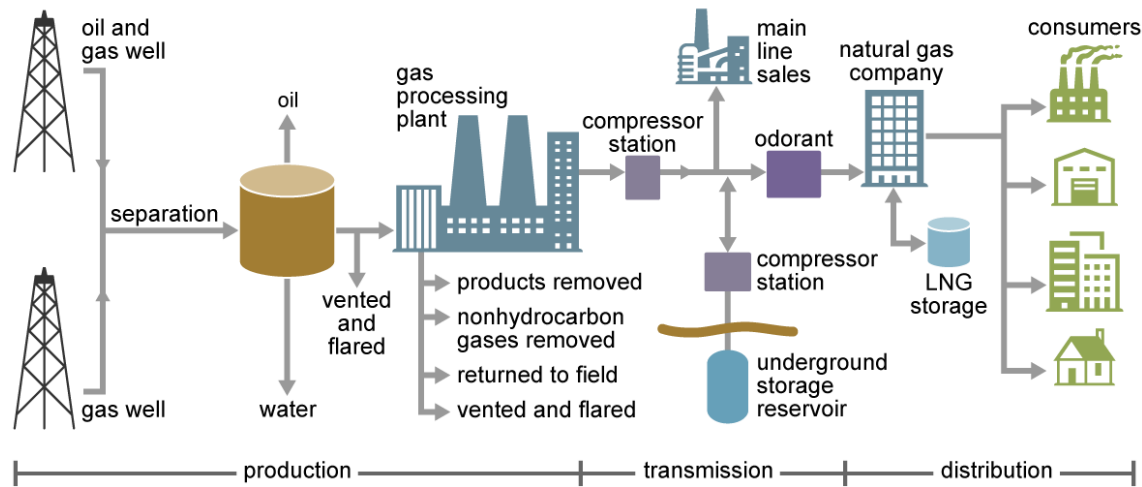 oil and
gas well
separation
gas well
oil
water
vented
and
flared
gas
processing
plant
products removed
nonhydrocarbon
gases removed
returned to field
vented and flared
compressor
station
main
line
sales
odorant
compressor
station
underground
storage
reservoir
natural gas
company
LNG
storage
consumers
production
transmission
distribution